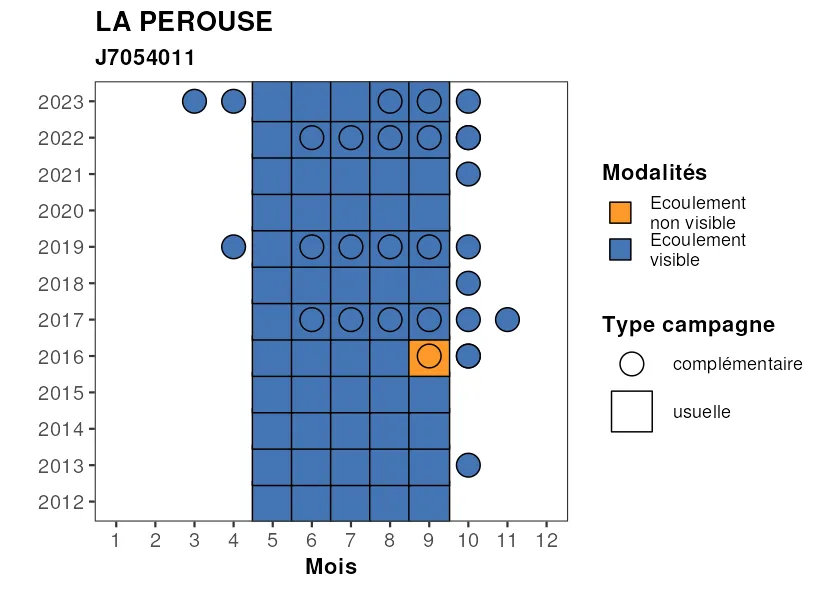 LA PEROUSE
J7054011
2023
2022
2021
2020
2019
2018
2017
2016
2015
2014
2013
2012
1 2 3 4 5 6 7 8 9 10 11 12
Mois
Modalités
Ecoulement
non visible
Ecoulement
visible
Type campagne
complémentaire
usuelle